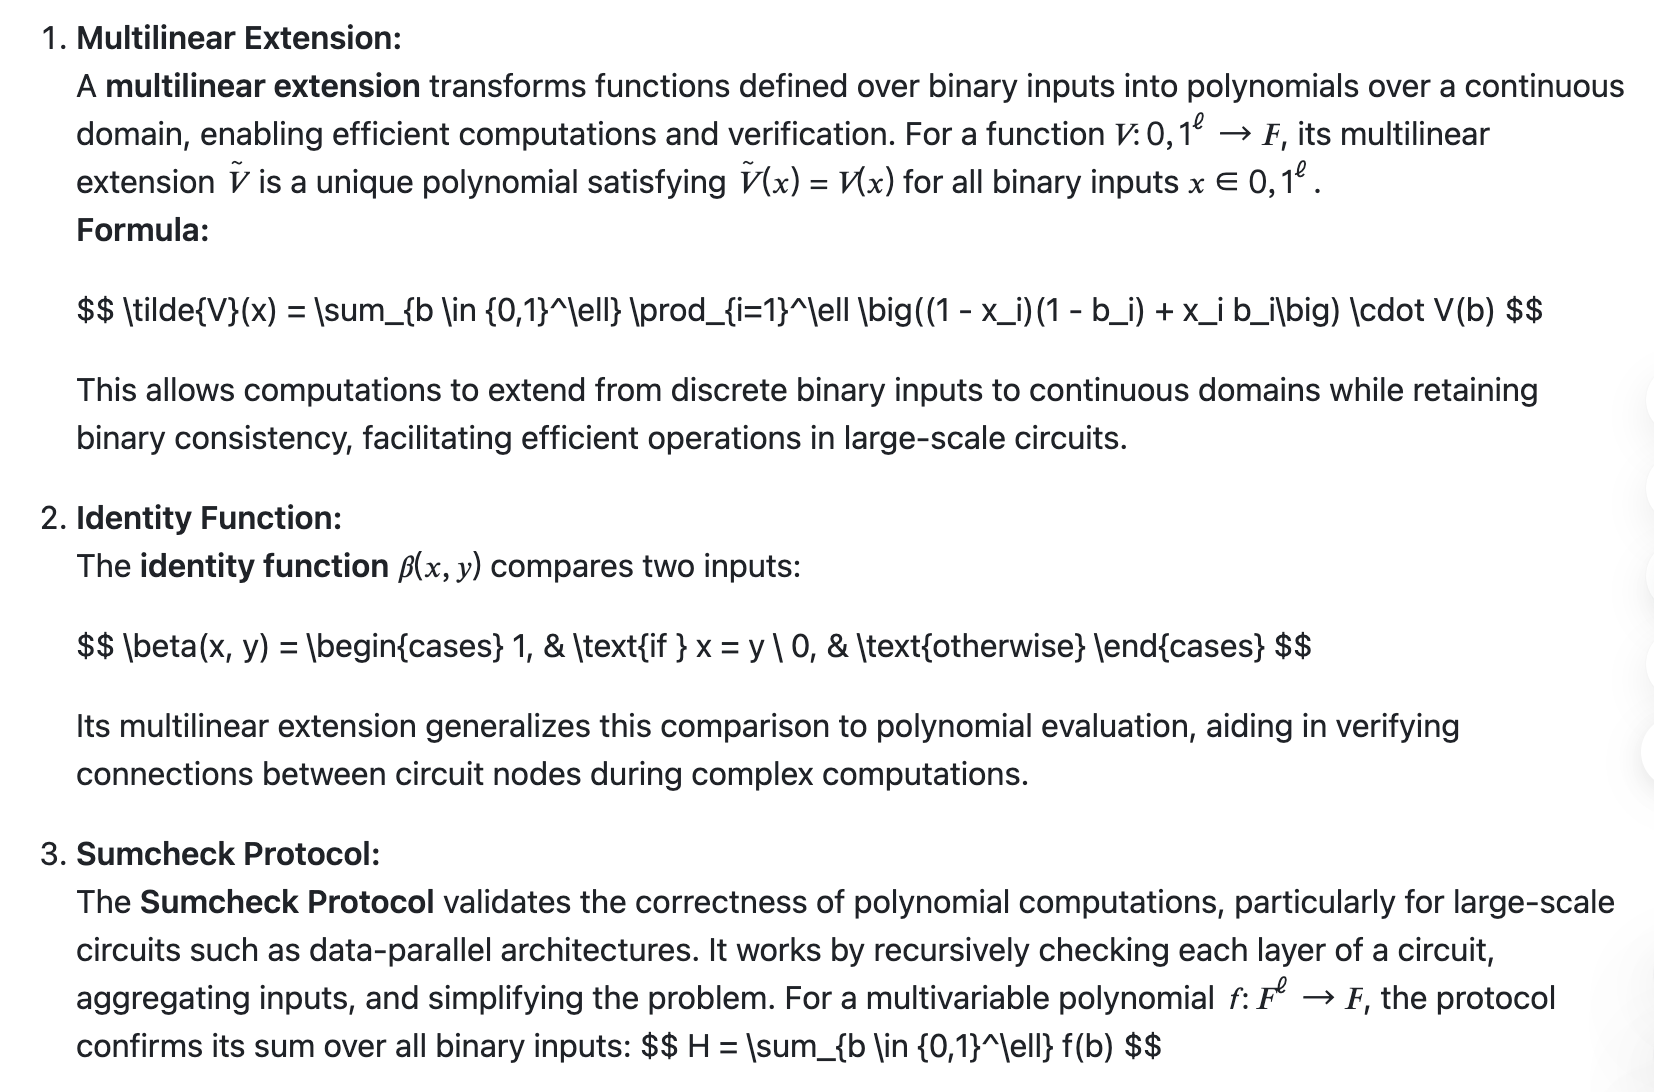 1. Multilinear Extension:
A multilinear extension transforms functions defined over binary inputs into polynomials over a continuous
domain, enabling efficient computations and verification. For a function V: 0, 1^ℓ → F, its multilinear
extension Ṽ is a unique polynomial satisfying Ṽ(x) = V(x) for all binary inputs x ∈ 0, 1^ℓ .
Formula:
$$ \tilde{V}(x) = \sum_{b \in {0,1}^\ell} \prod_{i=1}^\ell \big((1 - x_i)(1 - b_i) + x_i b_i\big) \cdot V(b) $$
This allows computations to extend from discrete binary inputs to continuous domains while retaining
binary consistency, facilitating efficient operations in large-scale circuits.
2. Identity Function:
The identity function β(x, y) compares two inputs:
$$ \beta(x, y) = \begin{cases} 1, & \text{if } x = y \ 0, & \text{otherwise} \end{cases} $$
Its multilinear extension generalizes this comparison to polynomial evaluation, aiding in verifying
connections between circuit nodes during complex computations.
3. Sumcheck Protocol:
The Sumcheck Protocol validates the correctness of polynomial computations, particularly for large-scale
circuits such as data-parallel architectures. It works by recursively checking each layer of a circuit,
aggregating inputs, and simplifying the problem. For a multivariable polynomial f: F^ℓ → F, the protocol
confirms its sum over all binary inputs: $$ H = \sum_{b \in {0,1}^\ell} f(b) $$